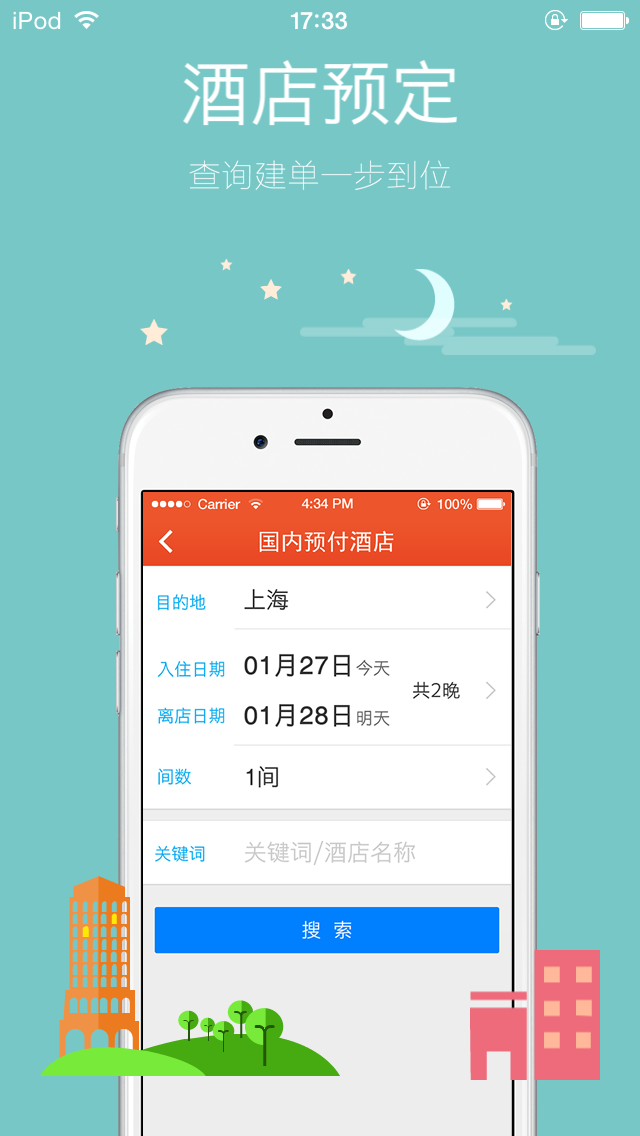 iPod 17:33
酒店预定
查询建单一步到位
Carrier 4:34 PM 100%
国内预付酒店
目的地 上海
入住日期 01月27日今天
共2晚
离店日期 01月28日明天
间数 1间
关键词 关键词/酒店名称
搜 索